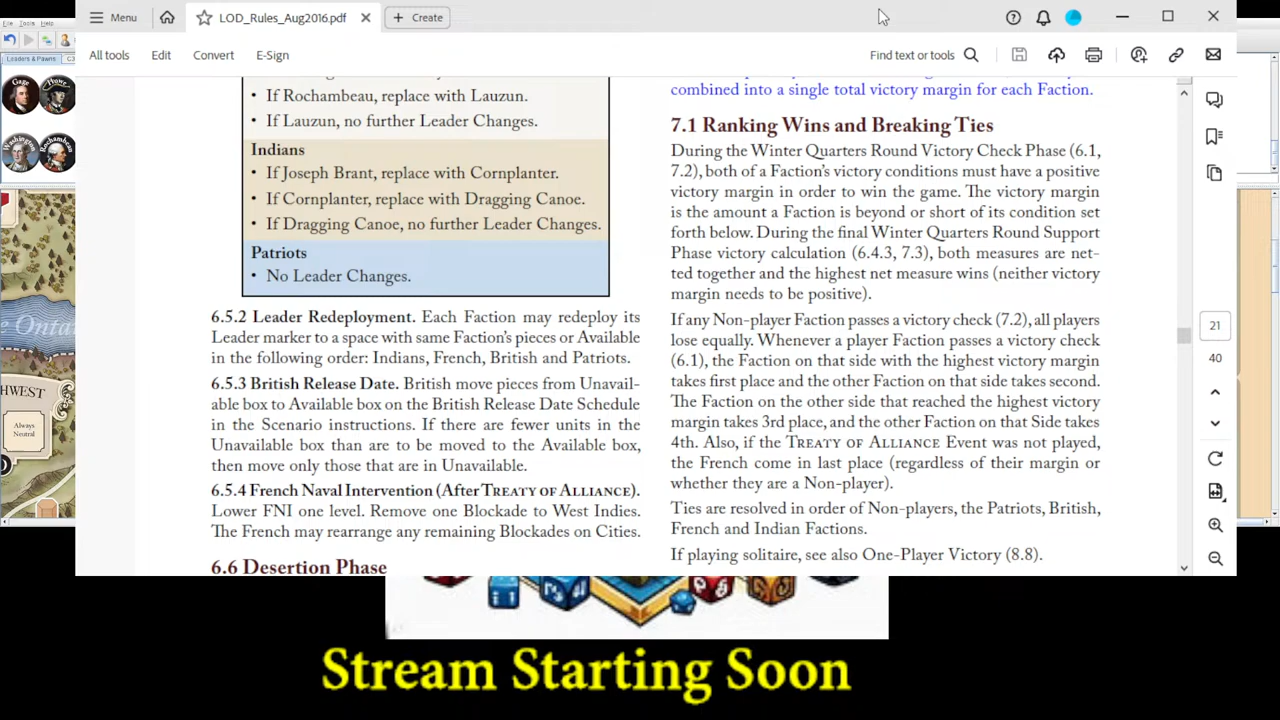 File Tools Help
Leaders & Pawns
Gage
Howe
Washington
Rochambeau
Menu
LOD_Rules_Aug2016.pdf
Create
All tools
Edit
Convert
E-Sign
Find text or tools
• If Rochambeau, replace with Lauzun.
• If Lauzun, no further Leader Changes.
Indians
• If Joseph Brant, replace with Cornplanter.
• If Cornplanter, replace with Dragging Canoe.
• If Dragging Canoe, no further Leader Changes.
Patriots
• No Leader Changes.
6.5.2 Leader Redeployment. Each Faction may redeploy its
Leader marker to a space with same Faction's pieces or Available
in the following order: Indians, French, British and Patriots.
6.5.3 British Release Date. British move pieces from Unavail-
able box to Available box on the British Release Date Schedule
in the Scenario instructions. If there are fewer units in the
Unavailable box than are to be moved to the Available box,
then move only those that are in Unavailable.
6.5.4 French Naval Intervention (After TREATY OF ALLIANCE).
Lower FNI one level. Remove one Blockade to West Indies.
The French may rearrange any remaining Blockades on Cities.
6.6 Desertion Phase
combined into a single total victory margin for each Faction.
7.1 Ranking Wins and Breaking Ties
During the Winter Quarters Round Victory Check Phase (6.1,
7.2), both of a Faction's victory conditions must have a positive
victory margin in order to win the game. The victory margin
is the amount a Faction is beyond or short of its condition set
forth below. During the final Winter Quarters Round Support
Phase victory calculation (6.4.3, 7.3), both measures are net-
ted together and the highest net measure wins (neither victory
margin needs to be positive).
If any Non-player Faction passes a victory check (7.2), all players
lose equally. Whenever a player Faction passes a victory check
(6.1), the Faction on that side with the highest victory margin
takes first place and the other Faction on that side takes second.
The Faction on the other side that reached the highest victory
margin takes 3rd place, and the other Faction on that Side takes
4th. Also, if the TREATY OF ALLIANCE Event was not played,
the French come in last place (regardless of their margin or
whether they are a Non-player).
Ties are resolved in order of Non-players, the Patriots, British,
French and Indian Factions.
If playing solitaire, see also One-Player Victory (8.8).
21
40
HWEST
Always
Neutral
Stream Starting Soon